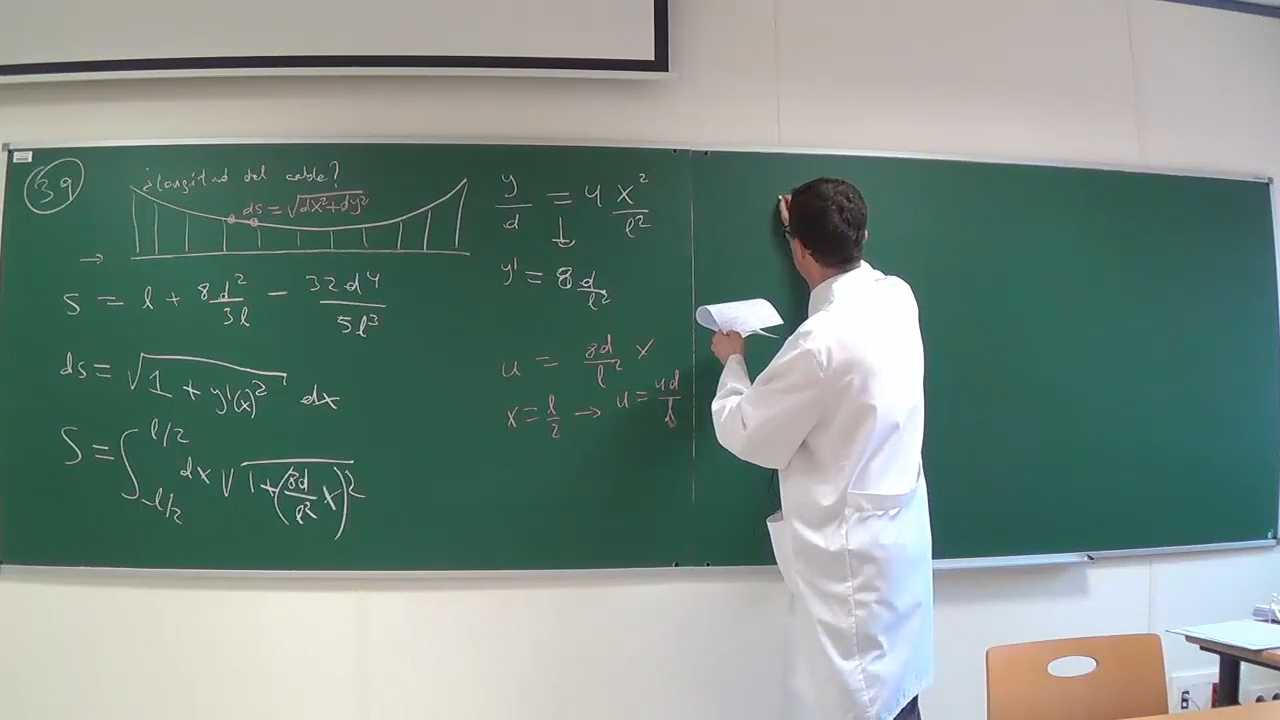 39
¿Longitud del cable?
ds = √(dx²+dy²)
→
S = l + 8d²/3l − 32d⁴/5l³
ds = √(1 + y'(x)²) dx
S = ∫_{-l/2}^{l/2} dx √(1+(8d/l² x)²)
y/d = 4 x²/l²
y' = 8 d/l²
u = 8d/l² x
x = l/2 → u = 4d/l